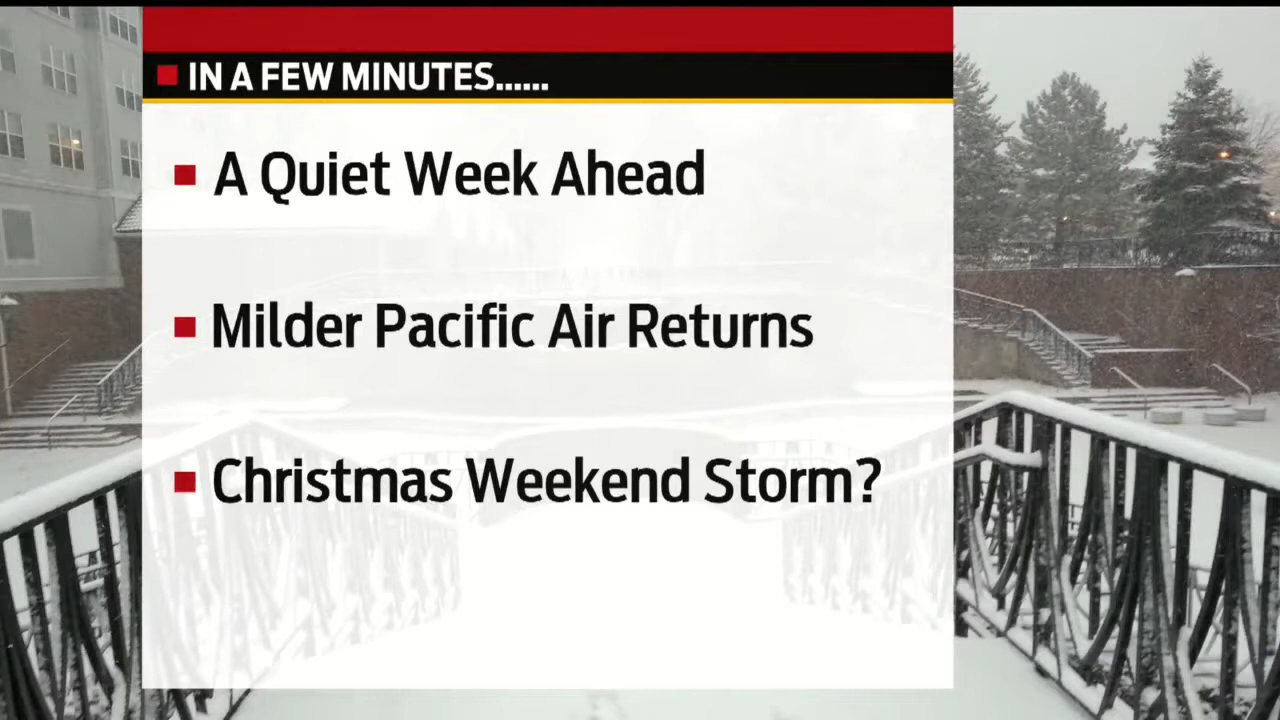 IN A FEW MINUTES......
A Quiet Week Ahead
Milder Pacific Air Returns
Christmas Weekend Storm?